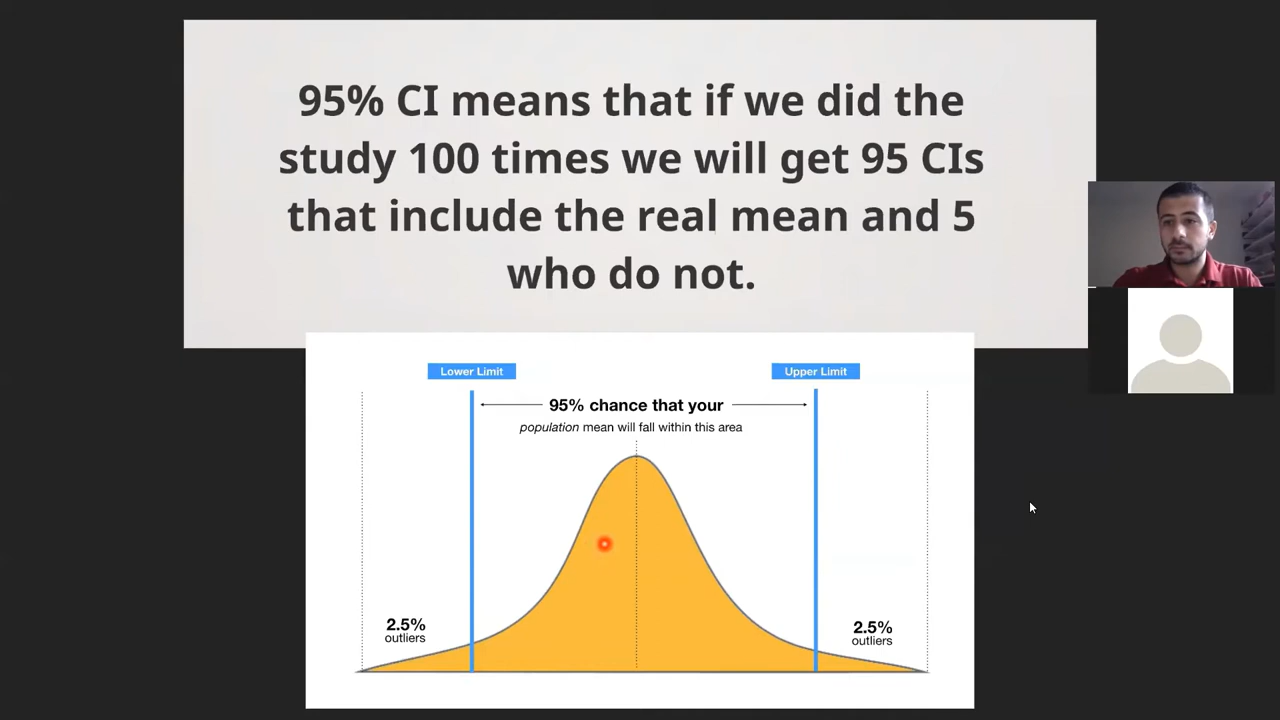 95% CI means that if we did the
study 100 times we will get 95 CIs
that include the real mean and 5
who do not.
Lower Limit
Upper Limit
95% chance that your
population mean will fall within this area
2.5%
outliers
2.5%
outliers